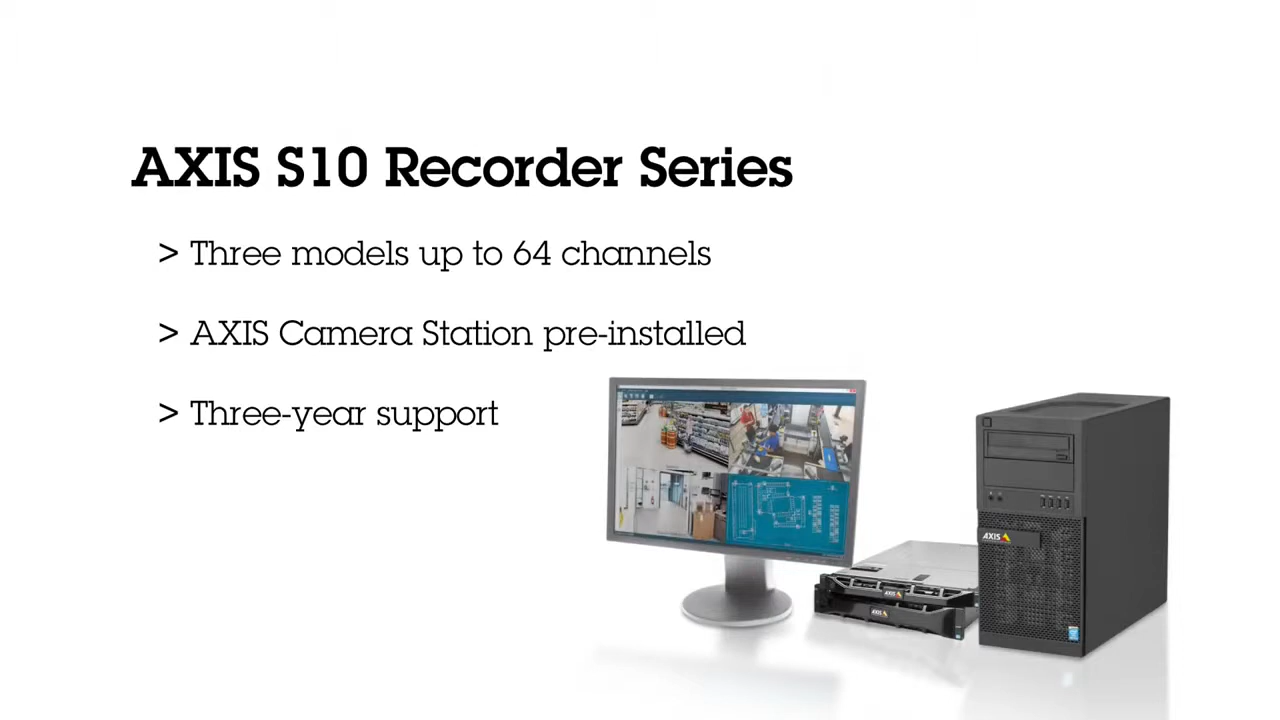 AXIS S10 Recorder Series
> Three models up to 64 channels
> AXIS Camera Station pre-installed
> Three-year support
AXIS
AXIS
AXIS